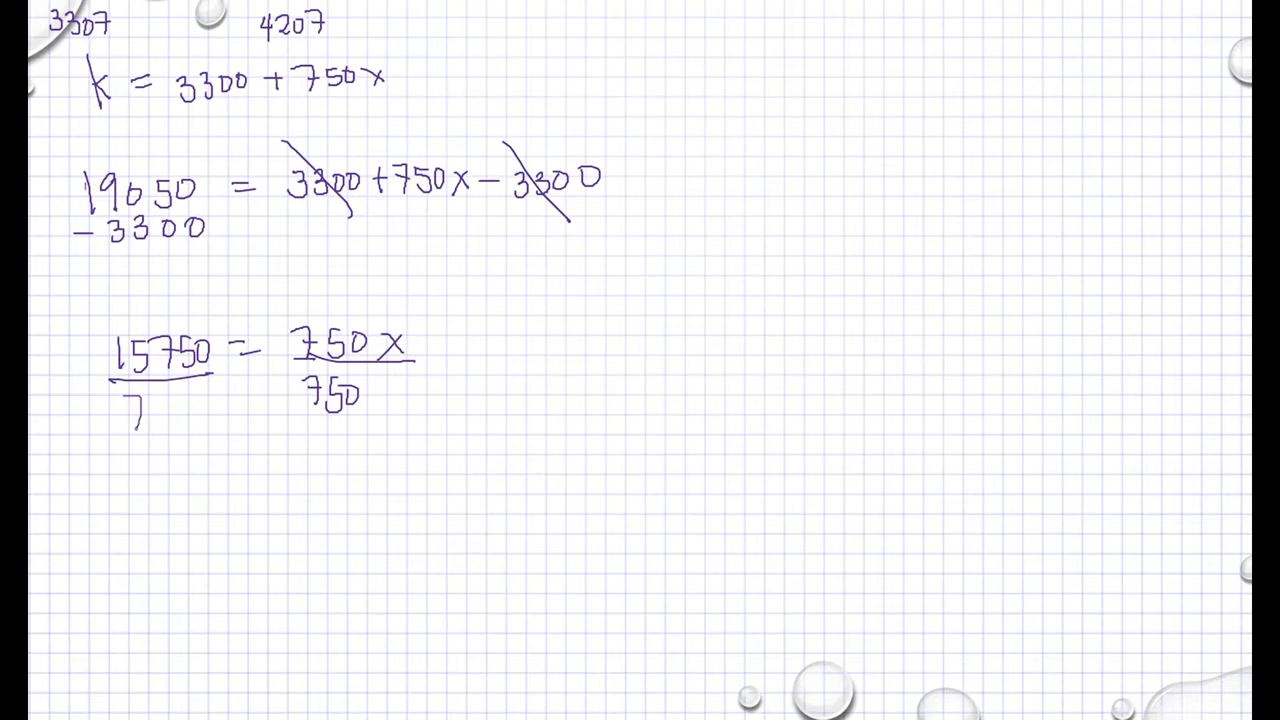 3307 4207
k = 3300 + 750x
19050 = 3300 + 750x - 3300
- 3300
15750 = 750x
7 750